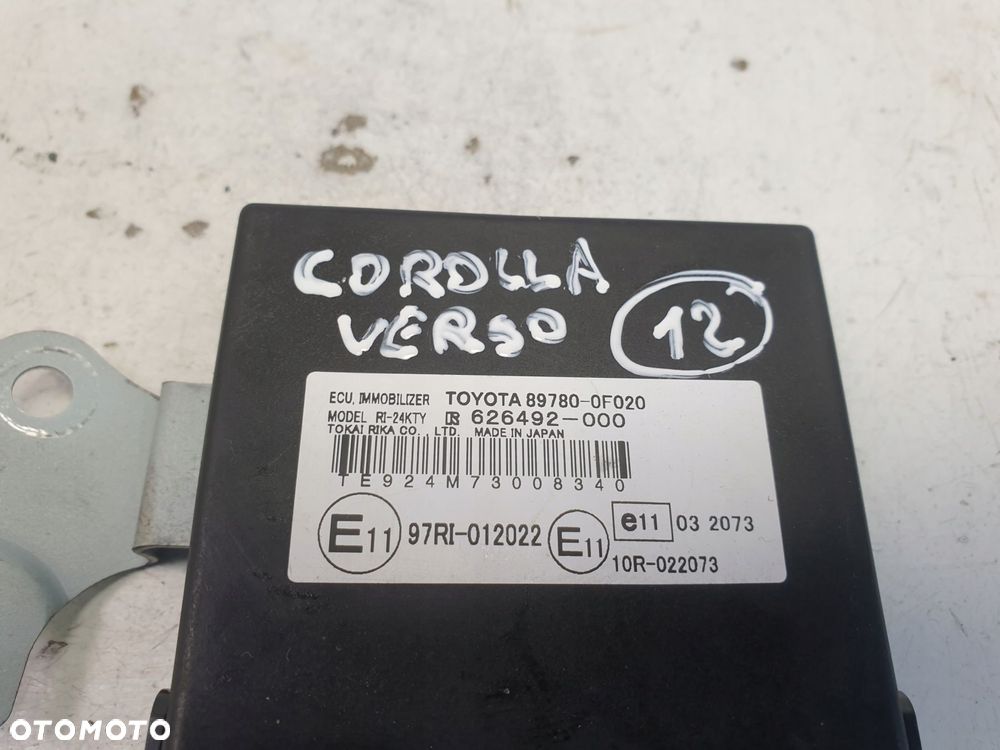 COROLLA
VERSO 12
ECU, IMMOBILIZER TOYOTA 89780-0F020
MODEL RI-24KTY 626492-000
TOKAI RIKA CO., LTD. MADE IN JAPAN
TE924M73008340
E11 97RI-012022 E11 e11 03 2073
10R-022073
OTOMOTO